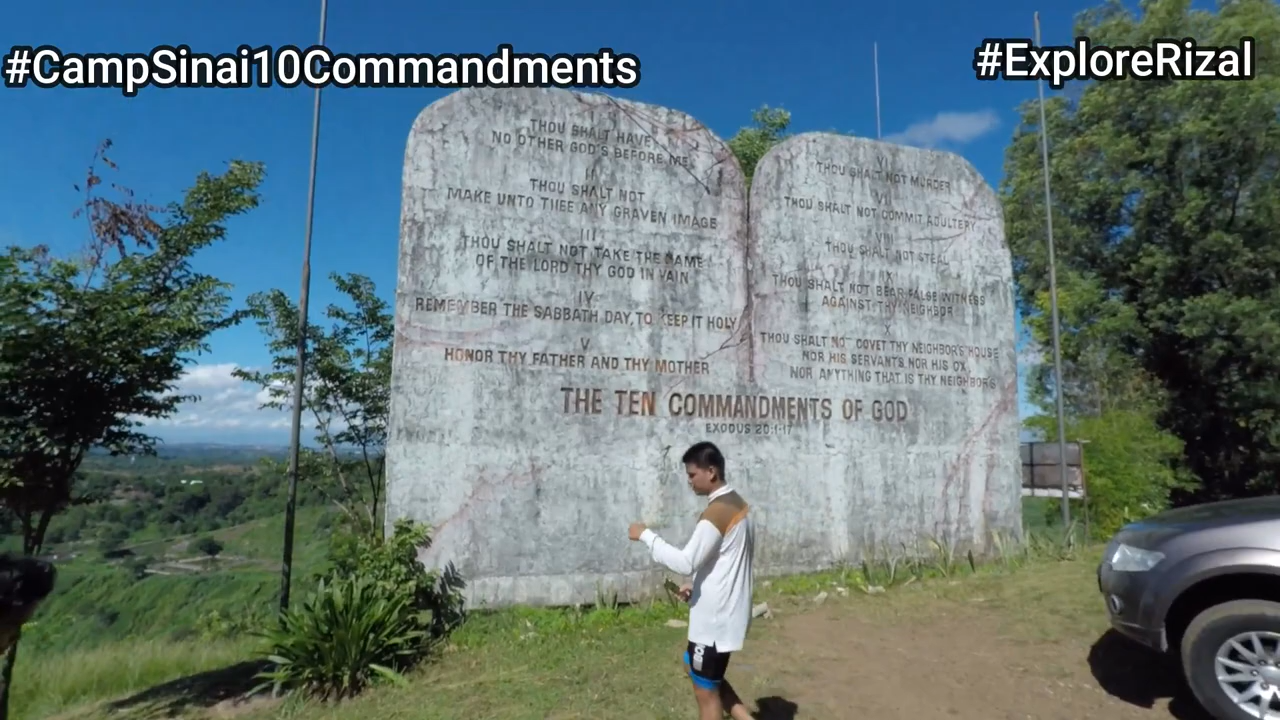 #CampSinai10Commandments
#ExploreRizal
I
THOU SHALT HAVE
NO OTHER GOD'S BEFORE ME
II
THOU SHALT NOT
MAKE UNTO THEE ANY GRAVEN IMAGE
III
THOU SHALT NOT TAKE THE NAME
OF THE LORD THY GOD IN VAIN
IV
REMEMBER THE SABBATH DAY, TO KEEP IT HOLY
V
HONOR THY FATHER AND THY MOTHER
VI
THOU SHALT NOT MURDER
VII
THOU SHALT NOT COMMIT ADULTERY
VIII
THOU SHALT NOT STEAL
IX
THOU SHALT NOT BEAR FALSE WITNESS
AGAINST THY NEIGHBOR
X
THOU SHALT NOT COVET THY NEIGHBOR'S HOUSE
NOR HIS SERVANTS, NOR HIS OX,
NOR ANYTHING THAT IS THY NEIGHBOR'S
THE TEN COMMANDMENTS OF GOD
EXODUS 20:1-17